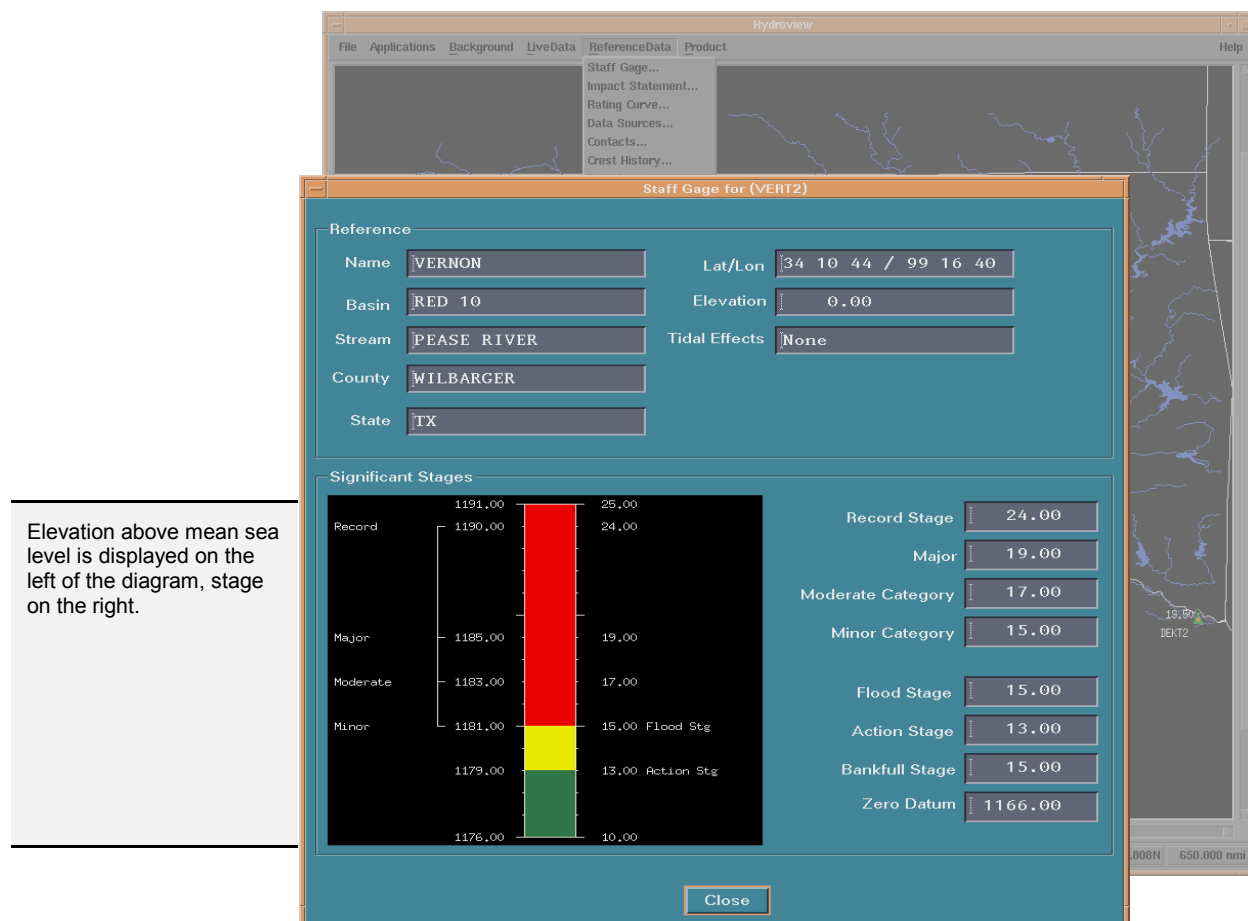 Hydroview
File Applications Background LiveData ReferenceData Product Help
Staff Gage...
Impact Statement...
Rating Curve...
Data Sources...
Contacts...
Crest History...
Staff Gage for (VERT2)
Reference
Name VERNON Lat/Lon 34 10 44 / 99 16 40
Basin RED 10 Elevation 0.00
Stream PEASE RIVER Tidal Effects None
County WILBARGER
State TX
Elevation above mean sea
level is displayed on the
left of the diagram, stage
on the right.
Significant Stages
1191.00 25.00
Record 1190.00 24.00
Major 1185.00 19.00
Moderate 1183.00 17.00
Minor 1181.00 15.00 Flood Stg
1179.00 13.00 Action Stg
1176.00 10.00
Record Stage 24.00
Major 19.00
Moderate Category 17.00
Minor Category 15.00
Flood Stage 15.00
Action Stage 13.00
Bankfull Stage 15.00
Zero Datum 1166.00
19.50
DEKT2
.808N 650.000 nmi
Close